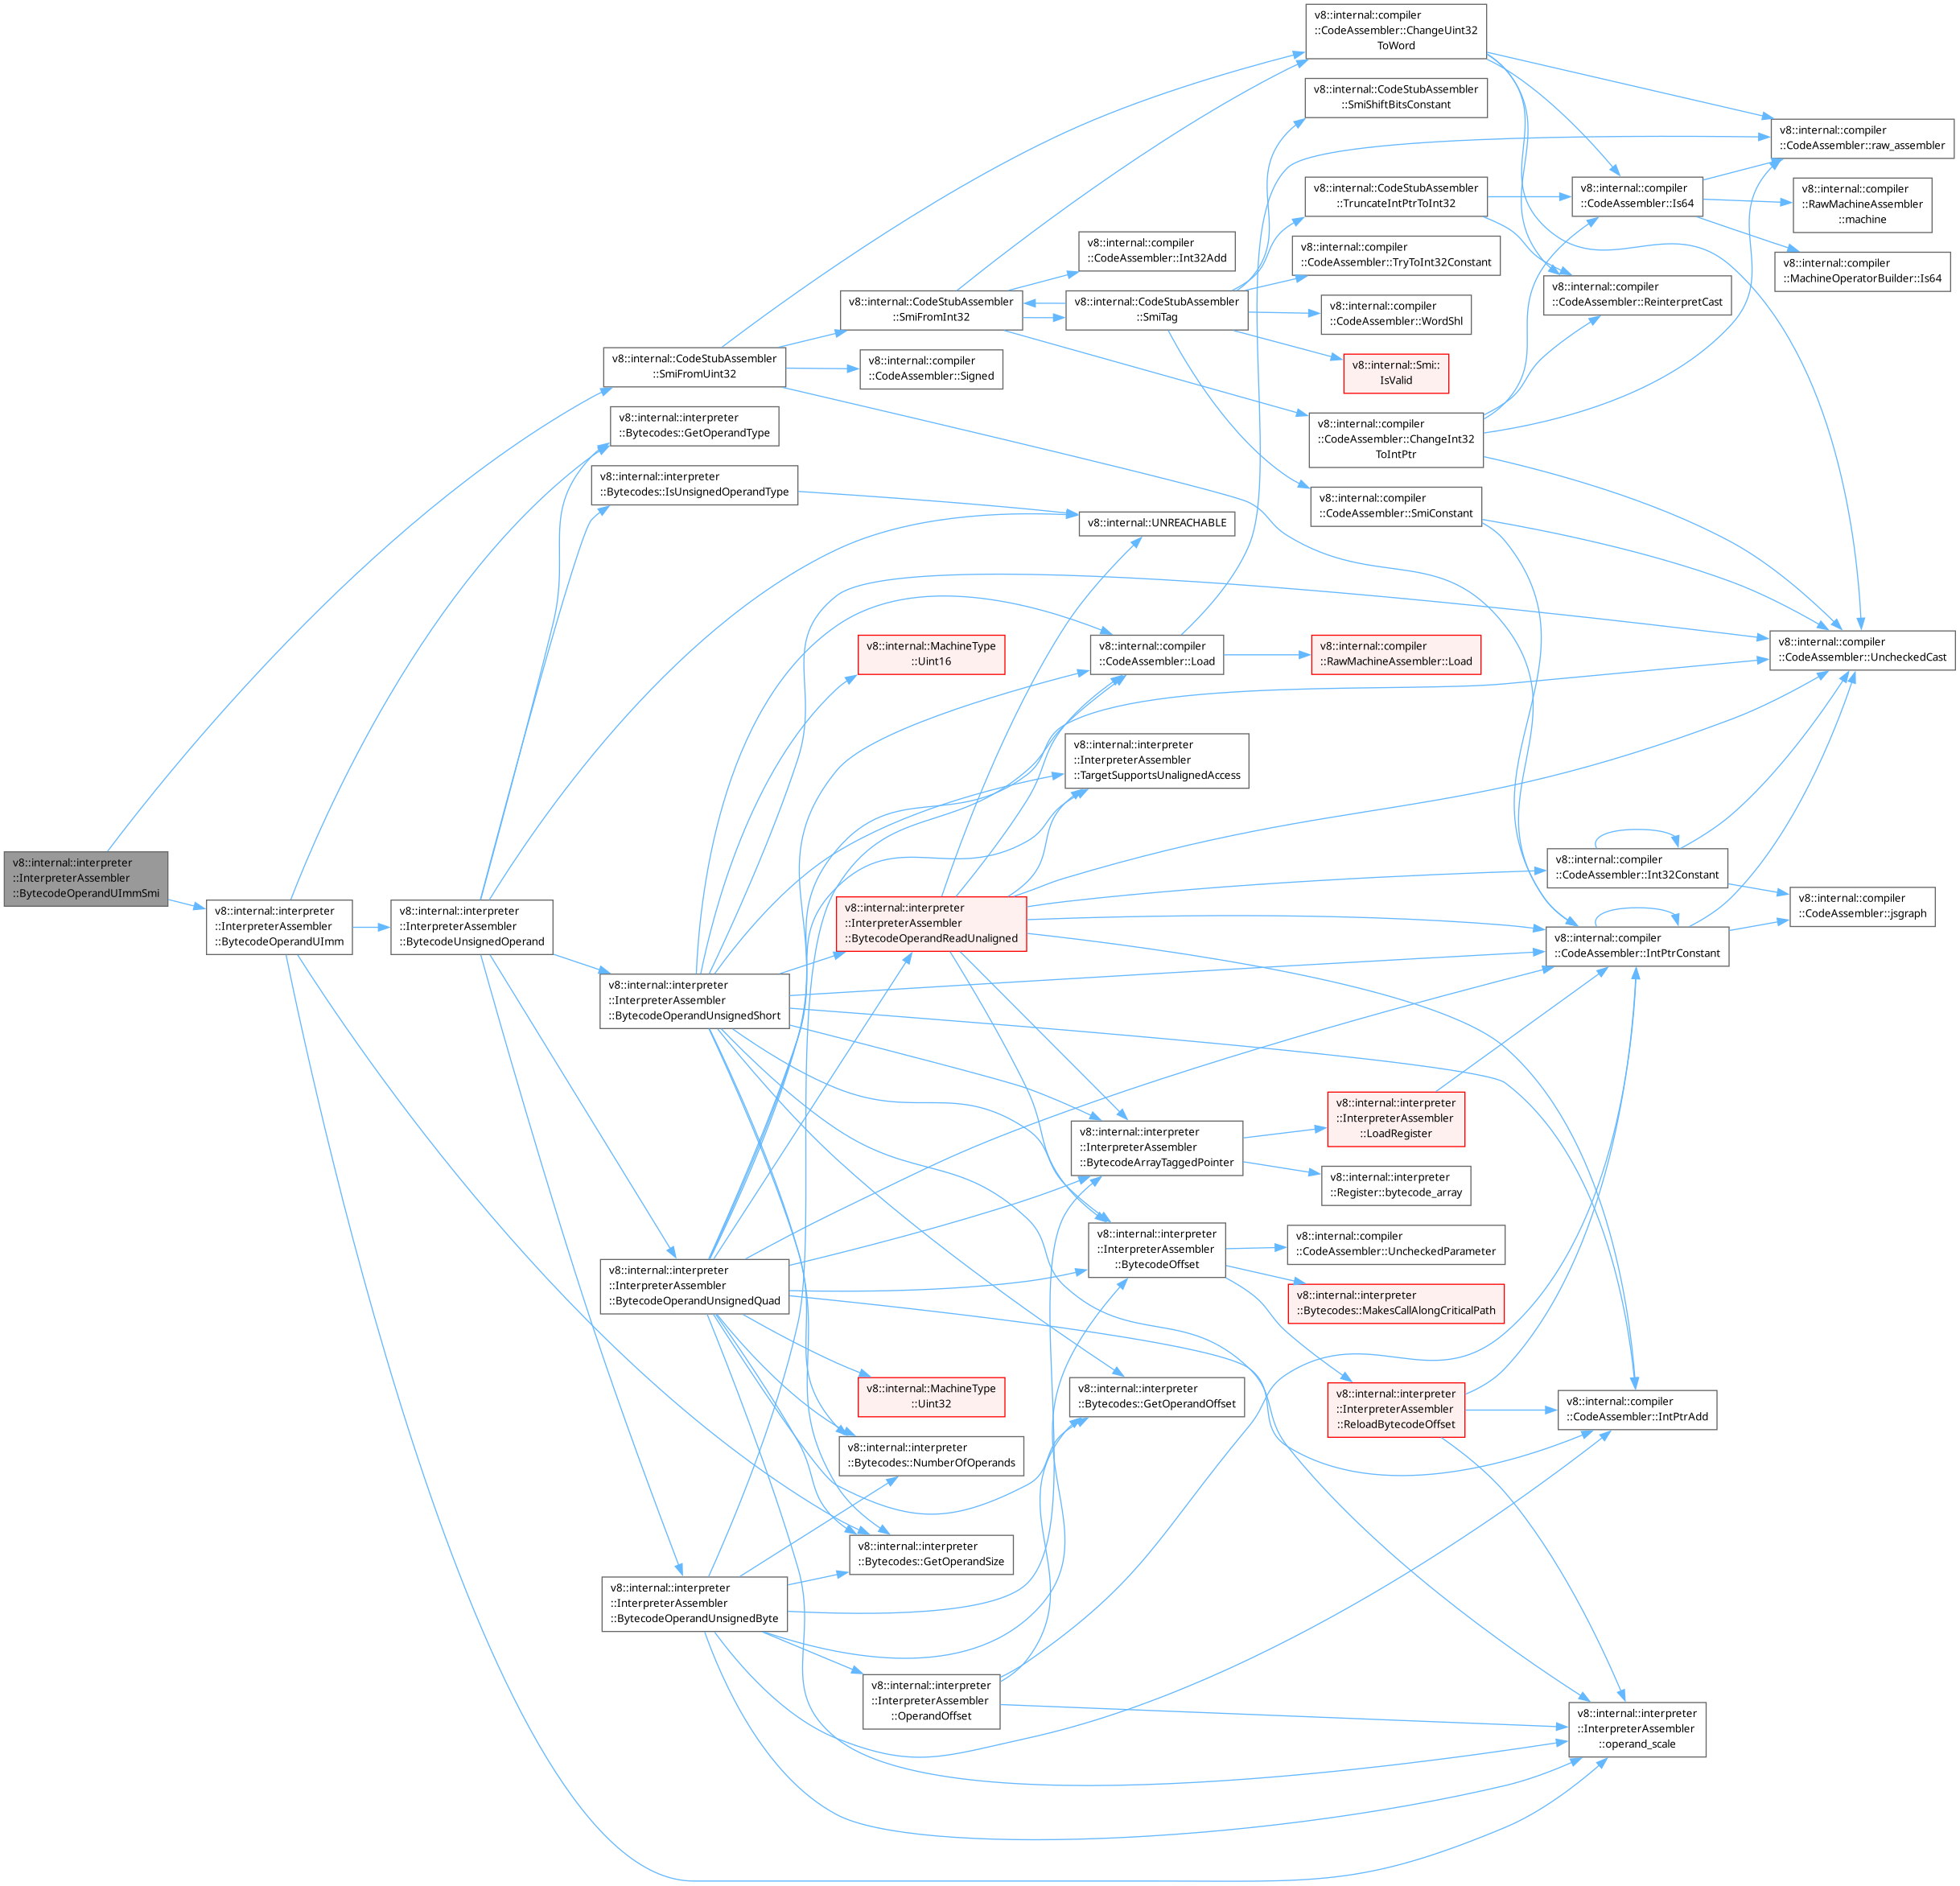 v8::internal::compiler
::CodeAssembler::ChangeUint32
ToWord
v8::internal::CodeStubAssembler
::SmiShiftBitsConstant
v8::internal::compiler
::CodeAssembler::raw_assembler
v8::internal::CodeStubAssembler
::TruncateIntPtrToInt32
v8::internal::compiler
::CodeAssembler::Is64
v8::internal::compiler
::RawMachineAssembler
::machine
v8::internal::compiler
::CodeAssembler::Int32Add
v8::internal::compiler
::CodeAssembler::TryToInt32Constant
v8::internal::compiler
::MachineOperatorBuilder::Is64
v8::internal::CodeStubAssembler
::SmiFromInt32
v8::internal::CodeStubAssembler
::SmiTag
v8::internal::compiler
::CodeAssembler::WordShl
v8::internal::compiler
::CodeAssembler::ReinterpretCast
v8::internal::CodeStubAssembler
::SmiFromUint32
v8::internal::compiler
::CodeAssembler::Signed
v8::internal::Smi::
IsValid
v8::internal::interpreter
::Bytecodes::GetOperandType
v8::internal::compiler
::CodeAssembler::ChangeInt32
ToIntPtr
v8::internal::interpreter
::Bytecodes::IsUnsignedOperandType
v8::internal::UNREACHABLE
v8::internal::compiler
::CodeAssembler::SmiConstant
v8::internal::MachineType
::Uint16
v8::internal::compiler
::CodeAssembler::Load
v8::internal::compiler
::RawMachineAssembler::Load
v8::internal::compiler
::CodeAssembler::UncheckedCast
v8::internal::interpreter
::InterpreterAssembler
::TargetSupportsUnalignedAccess
v8::internal::interpreter
::InterpreterAssembler
::BytecodeOperandUImmSmi
v8::internal::interpreter
::InterpreterAssembler
::BytecodeOperandUImm
v8::internal::interpreter
::InterpreterAssembler
::BytecodeUnsignedOperand
v8::internal::interpreter
::InterpreterAssembler
::BytecodeOperandReadUnaligned
v8::internal::compiler
::CodeAssembler::Int32Constant
v8::internal::compiler
::CodeAssembler::jsgraph
v8::internal::compiler
::CodeAssembler::IntPtrConstant
v8::internal::interpreter
::InterpreterAssembler
::BytecodeOperandUnsignedShort
v8::internal::interpreter
::InterpreterAssembler
::BytecodeArrayTaggedPointer
v8::internal::interpreter
::InterpreterAssembler
::LoadRegister
v8::internal::interpreter
::Register::bytecode_array
v8::internal::interpreter
::InterpreterAssembler
::BytecodeOffset
v8::internal::compiler
::CodeAssembler::UncheckedParameter
v8::internal::interpreter
::InterpreterAssembler
::BytecodeOperandUnsignedQuad
v8::internal::interpreter
::Bytecodes::MakesCallAlongCriticalPath
v8::internal::MachineType
::Uint32
v8::internal::interpreter
::Bytecodes::GetOperandOffset
v8::internal::interpreter
::InterpreterAssembler
::ReloadBytecodeOffset
v8::internal::compiler
::CodeAssembler::IntPtrAdd
v8::internal::interpreter
::Bytecodes::NumberOfOperands
v8::internal::interpreter
::Bytecodes::GetOperandSize
v8::internal::interpreter
::InterpreterAssembler
::BytecodeOperandUnsignedByte
v8::internal::interpreter
::InterpreterAssembler
::OperandOffset
v8::internal::interpreter
::InterpreterAssembler
::operand_scale